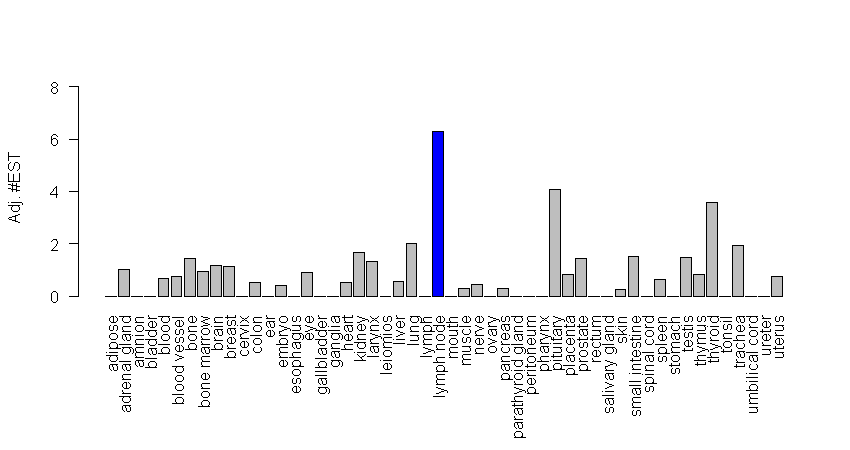 Adj. #EST
8
6
4
2
0
adipose
adrenal gland
amnion
bladder
blood
blood vessel
bone
bone marrow
brain
breast
cervix
colon
ear
embryo
esophagus
eye
gallbladder
ganglia
heart
kidney
larynx
leiomios
liver
lung
lymph
lymph node
mouth
muscle
nerve
ovary
pancreas
parathyroid gland
peritoneum
pharynx
pituitary
placenta
prostate
rectum
salivary gland
skin
small intestine
spinal cord
spleen
stomach
testis
thymus
thyroid
tonsil
trachea
umbilical cord
ureter
uterus